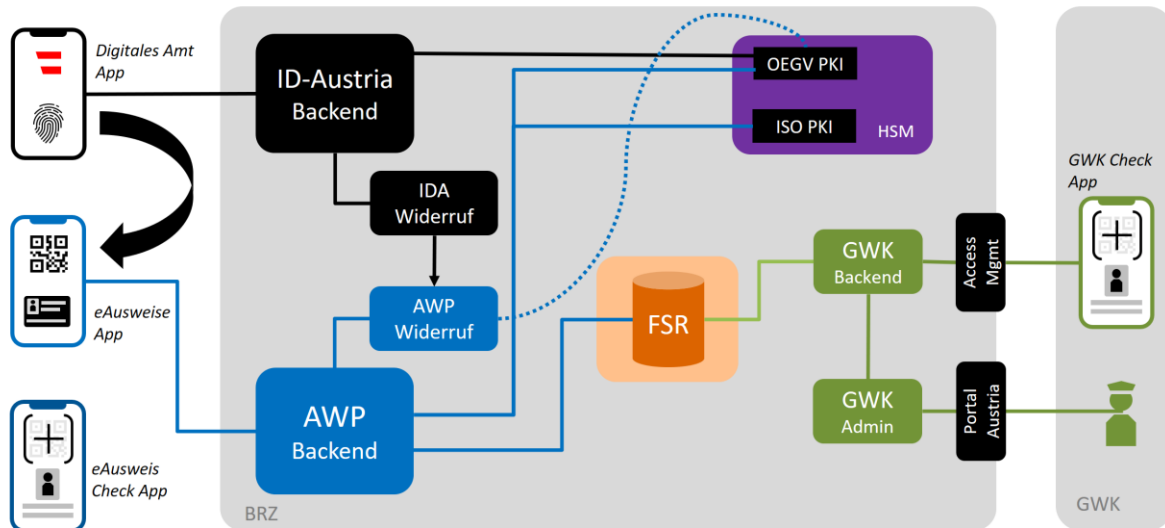 Digitales Amt
App
ID-Austria
Backend
OEGV PKI
ISO PKI
HSM
IDA
Widerruf
GWK Check
App
eAusweise
App
AWP
Widerruf
FSR
GWK
Backend
Access
Mgmt
AWP
Backend
GWK
Admin
Portal
Austria
eAusweis
Check App
BRZ
GWK